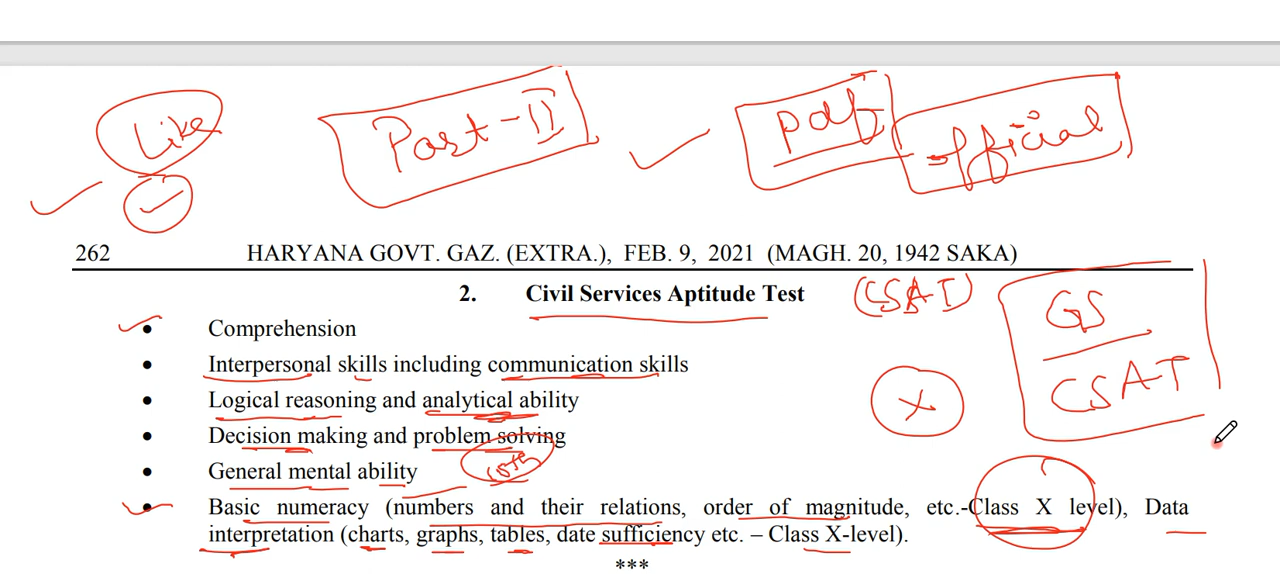 Like Part-II pdf official
262 HARYANA GOVT. GAZ. (EXTRA.), FEB. 9, 2021 (MAGH. 20, 1942 SAKA)
2. Civil Services Aptitude Test (CSAT)
GS
CSAT
• Comprehension
• Interpersonal skills including communication skills
• Logical reasoning and analytical ability
• Decision making and problem solving
• General mental ability 10th
• Basic numeracy (numbers and their relations, order of magnitude, etc.-Class X level), Data
interpretation (charts, graphs, tables, date sufficiency etc. – Class X-level).
***